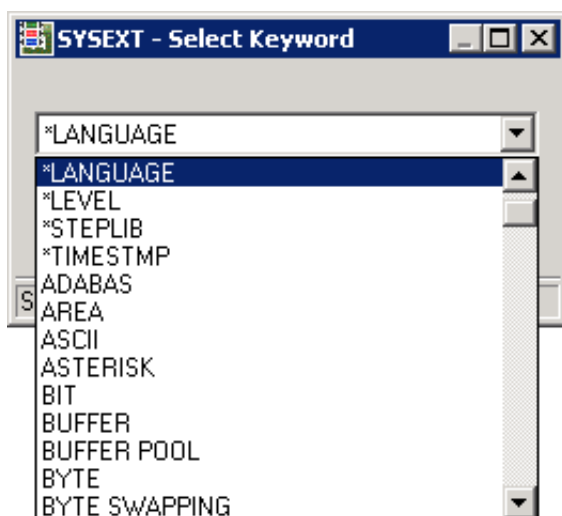 SYSEXT - Select Keyword
*LANGUAGE
*LANGUAGE
*LEVEL
*STEPLIB
*TIMESTMP
ADABAS
S
AREA
ASCII
ASTERISK
BIT
BUFFER
BUFFER POOL
BYTE
BYTE SWAPPING